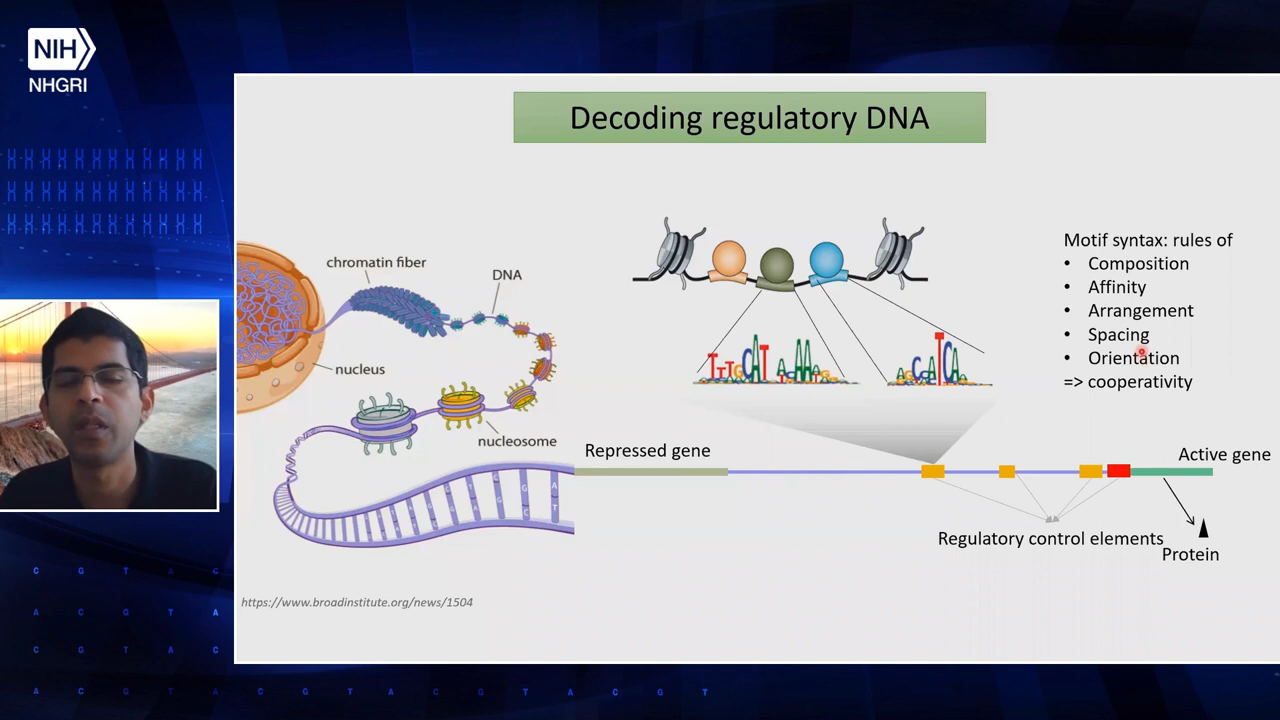 NIH
NHGRI
Decoding regulatory DNA
chromatin fiber
DNA
nucleus
nucleosome
Motif syntax: rules of
• Composition
• Affinity
• Arrangement
• Spacing
• Orientation
=> cooperativity
Repressed gene
Active gene
Regulatory control elements
Protein
https://www.broadinstitute.org/news/1504
C G T A C
A C G T A
C G T A C
A C G T A C G T A C G T A C G T